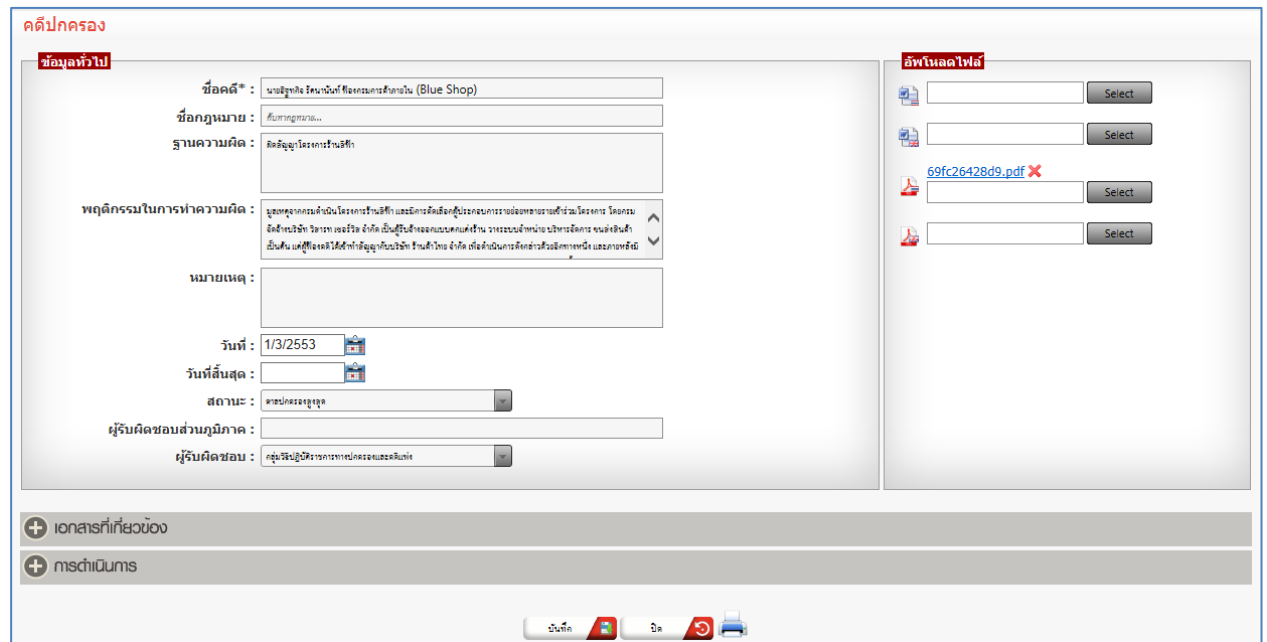 คดีปกครอง
ข้อมูลทั่วไป
ชื่อคดี* : นายอิฐทกิจ รัตนานันท์ ฟ้องกรมการค้าภายใน (Blue Shop)
ชื่อกฎหมาย : ค้นหากฎหมาย...
ฐานความผิด : ผิดสัญญาโครงการร้านสีฟ้า
พฤติกรรมในการทำความผิด : มูลเหตุจากกรมดำเนินโครงการร้านสีฟ้า และมีการคัดเลือกผู้ประกอบการรายย่อยหลายรายเข้าร่วมโครงการ โดยกรม
จัดจ้างบริษัท วิสารท เซอร์วิส จำกัด เป็นผู้รับจ้างออกแบบตกแต่งร้าน วางระบบจำหน่าย บริหารจัดการ ขนส่งสินค้า
เป็นต้น แต่ผู้ฟ้องคดีได้เข้าทำสัญญากับบริษัท ร้านค้าไทย จำกัด เพื่อดำเนินการดังกล่าวด้วยอีกทางหนึ่ง และภายหลังมี
หมายเหตุ :
วันที่ : 1/3/2553
วันที่สิ้นสุด :
สถานะ : ศาลปกครองสูงสุด
ผู้รับผิดชอบส่วนภูมิภาค :
ผู้รับผิดชอบ : กลุ่มวิธีปฏิบัติราชการทางปกครองและคดีแพ่ง
อัพโหลดไฟล์
Select
Select
69fc26428d9.pdf
Select
Select
เอกสารที่เกี่ยวข้อง
การดำเนินการ
บันทึก ปิด